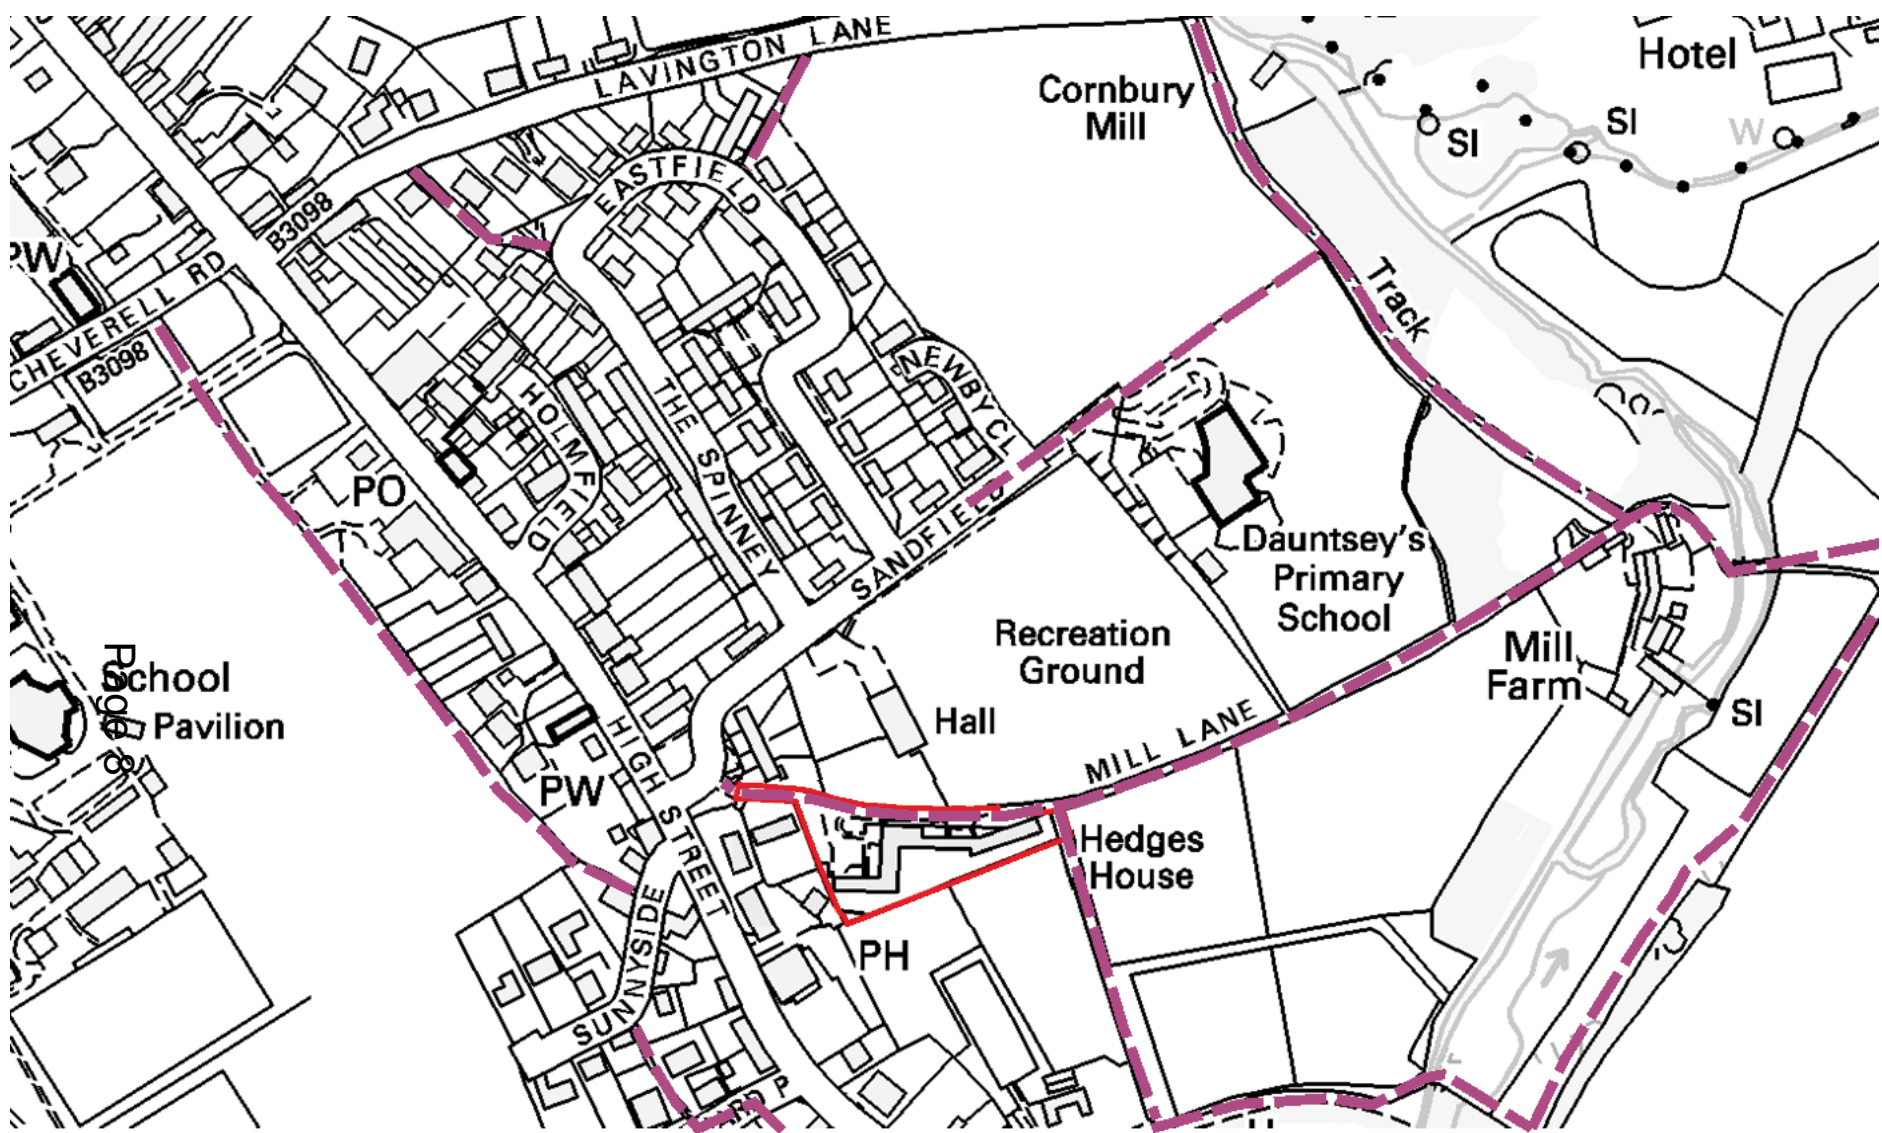 LAVINGTON LANE
Hotel
Cornbury
Mill
SI
SI
W
EASTFIELD
B3098
PW
CHEVERELL RD
B3098
Track
NEWBY CL
HOLMFIELD
THE SPINNEY
PO
SANDFIELD
Dauntsey's
Primary
School
Recreation
Ground
Mill
Farm
School
Page 8
Pavilion
Hall
SI
HIGH STREET
MILL LANE
PW
Hedges
House
SUNNYSIDE
PH